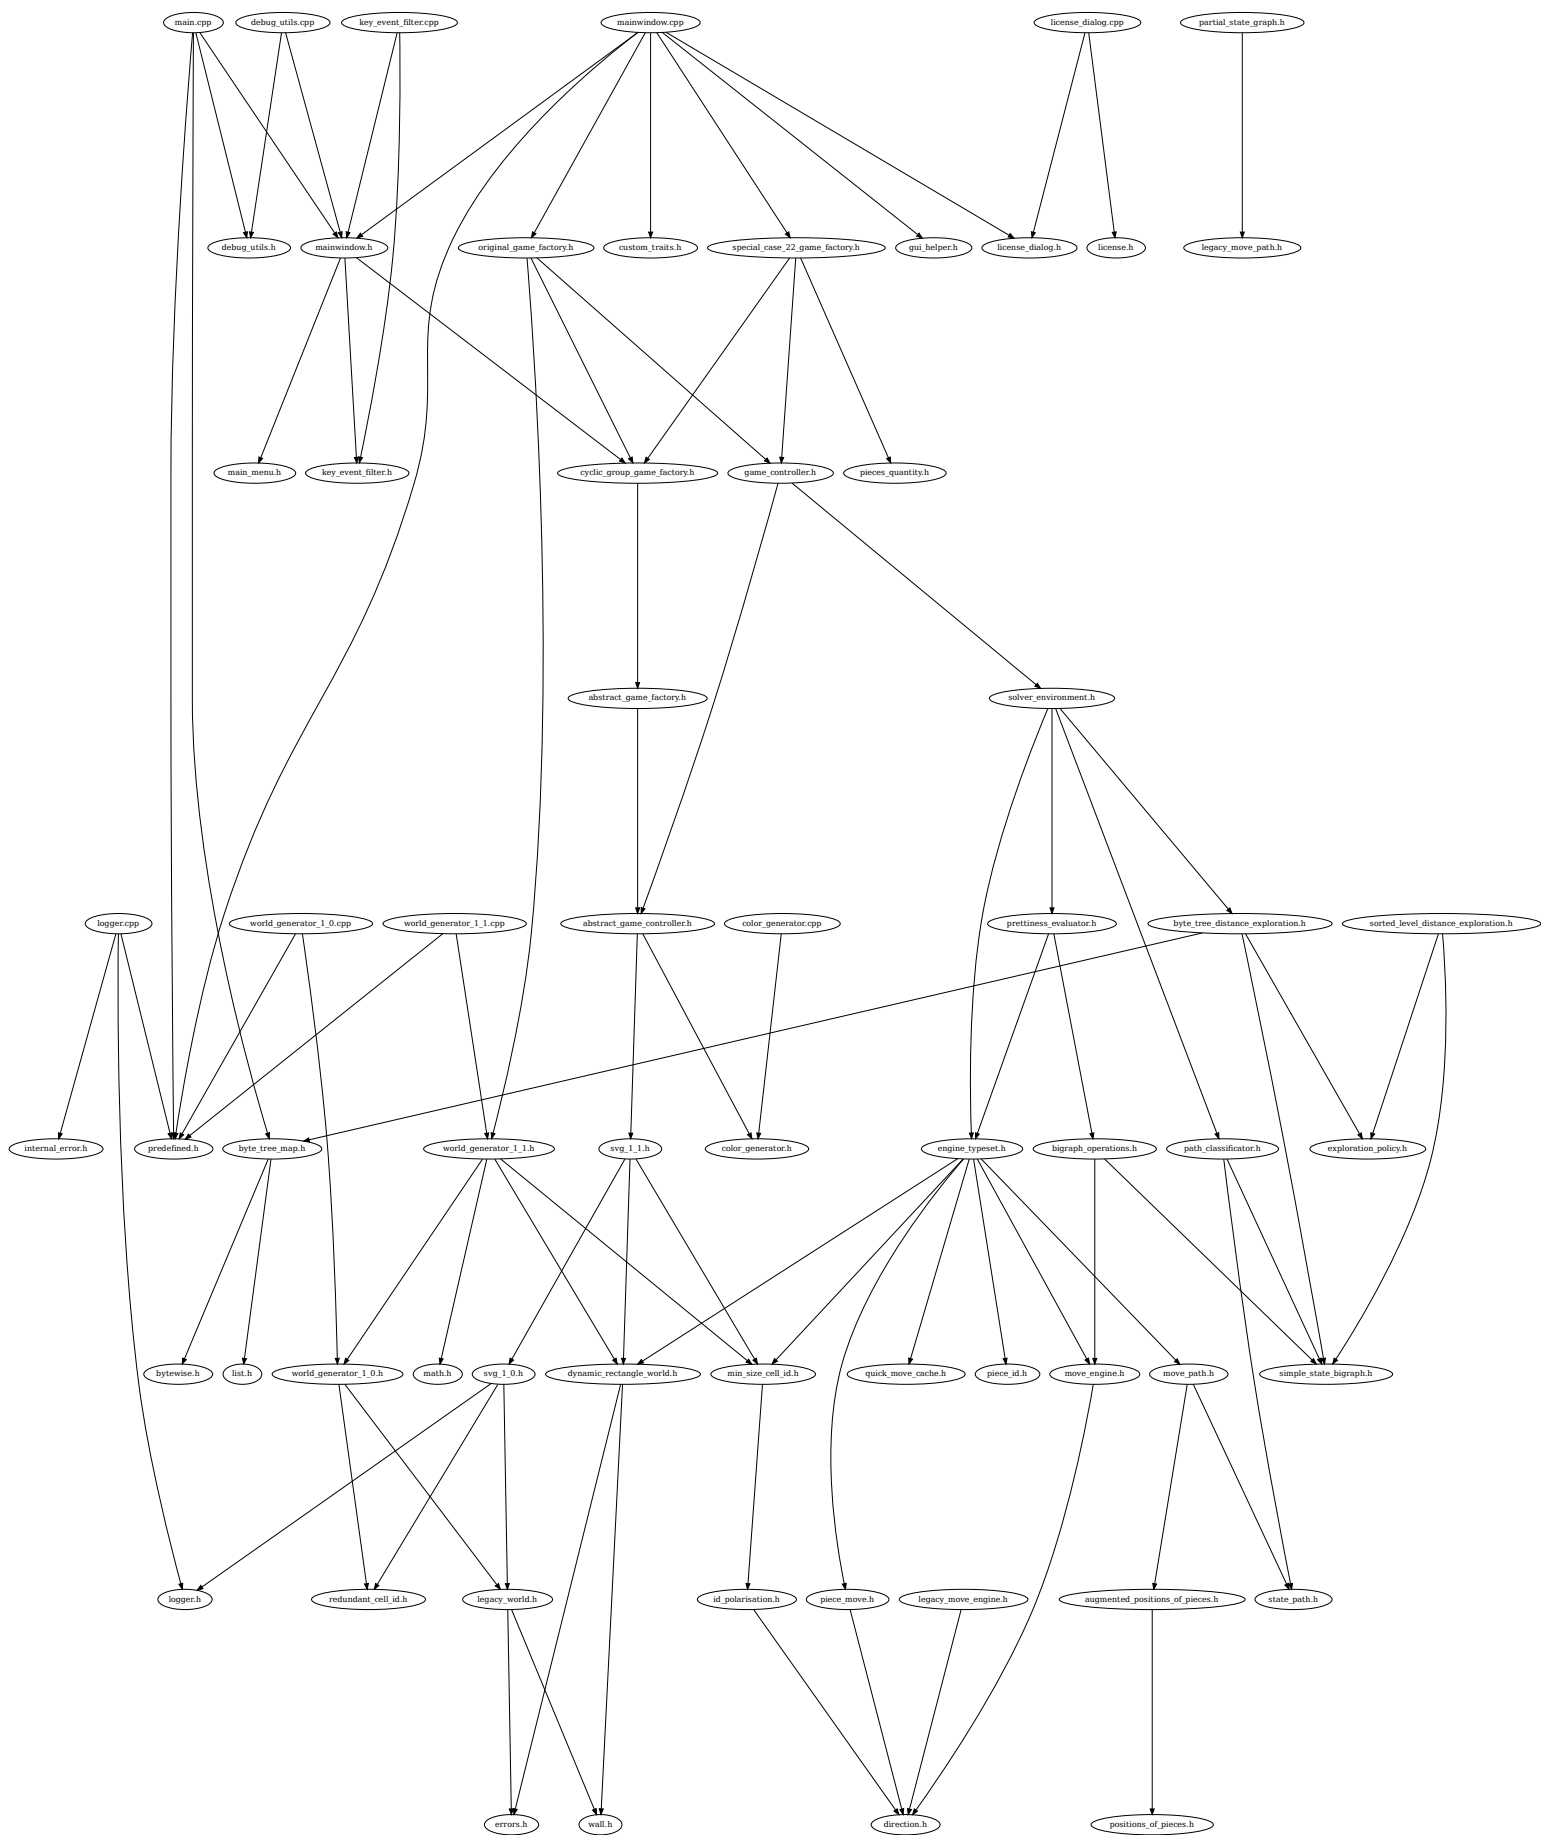 main.cpp
debug_utils.cpp
key_event_filter.cpp
mainwindow.cpp
license_dialog.cpp
partial_state_graph.h
debug_utils.h
mainwindow.h
original_game_factory.h
custom_traits.h
special_case_22_game_factory.h
gui_helper.h
license_dialog.h
license.h
legacy_move_path.h
main_menu.h
key_event_filter.h
cyclic_group_game_factory.h
game_controller.h
pieces_quantity.h
abstract_game_factory.h
solver_environment.h
logger.cpp
world_generator_1_0.cpp
world_generator_1_1.cpp
abstract_game_controller.h
color_generator.cpp
prettiness_evaluator.h
byte_tree_distance_exploration.h
sorted_level_distance_exploration.h
internal_error.h
predefined.h
byte_tree_map.h
world_generator_1_1.h
svg_1_1.h
color_generator.h
engine_typeset.h
bigraph_operations.h
path_classificator.h
exploration_policy.h
bytewise.h
list.h
world_generator_1_0.h
math.h
svg_1_0.h
dynamic_rectangle_world.h
min_size_cell_id.h
quick_move_cache.h
piece_id.h
move_engine.h
move_path.h
simple_state_bigraph.h
logger.h
redundant_cell_id.h
legacy_world.h
id_polarisation.h
piece_move.h
legacy_move_engine.h
augmented_positions_of_pieces.h
state_path.h
errors.h
wall.h
direction.h
positions_of_pieces.h